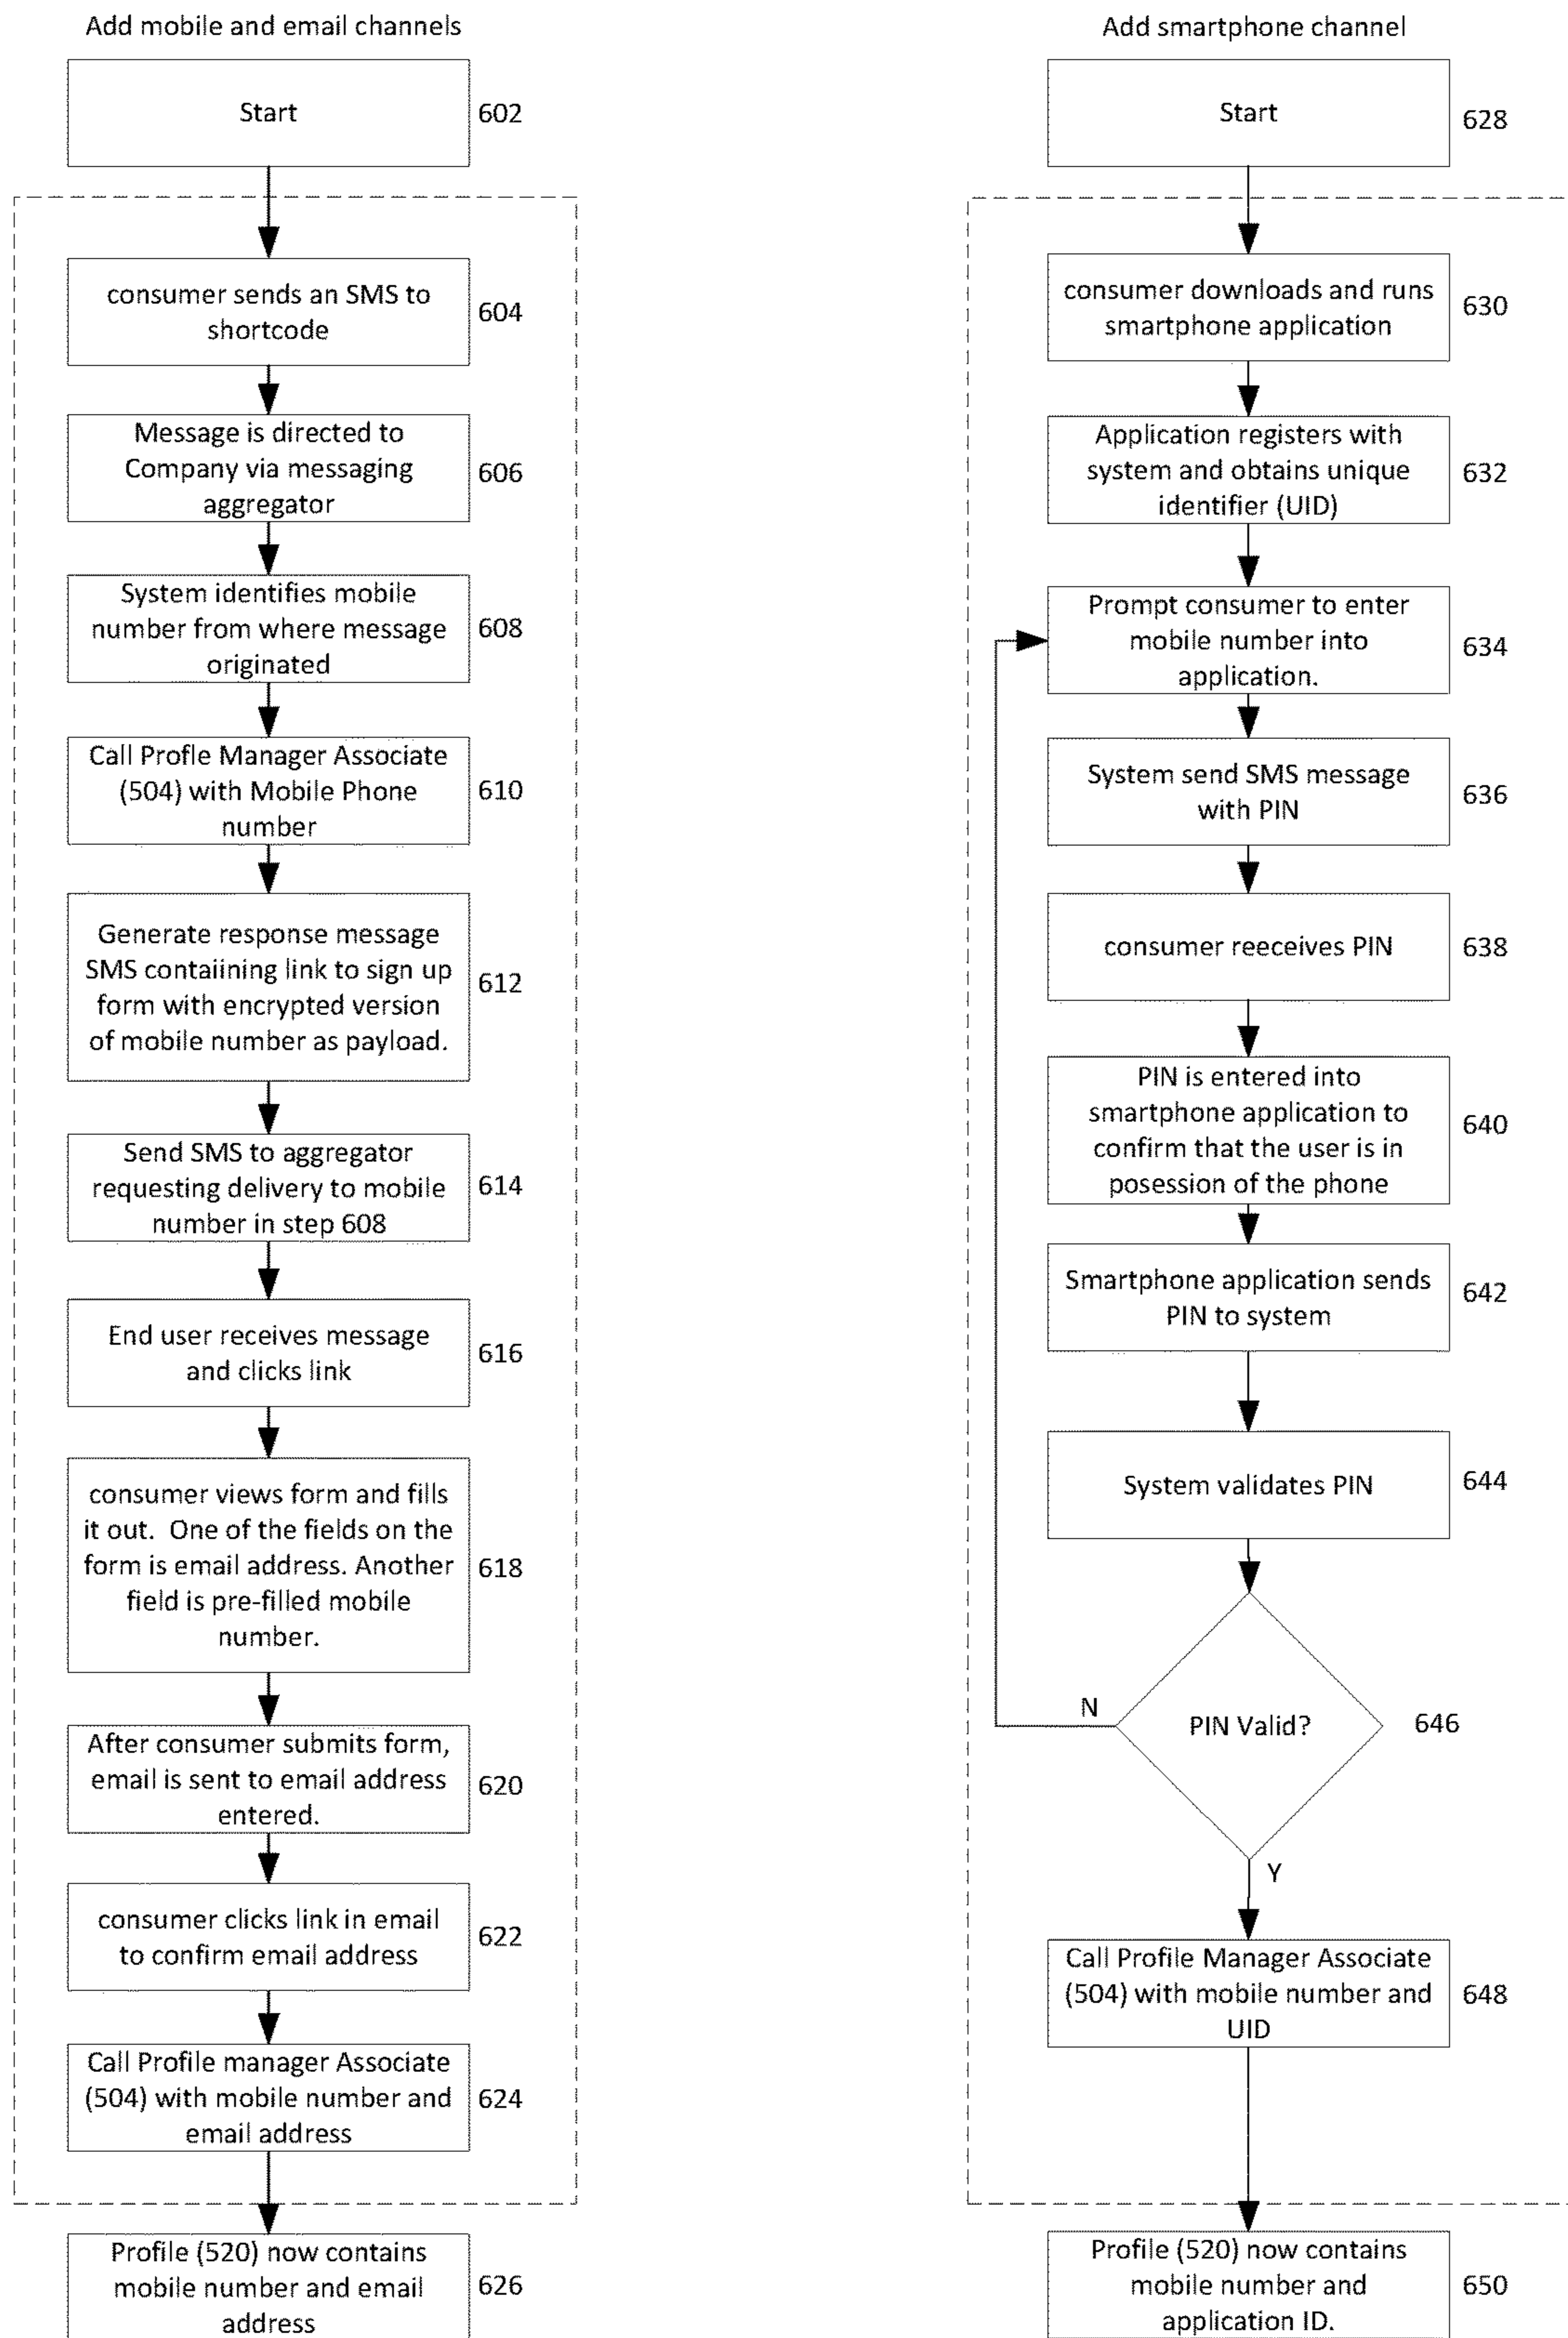 Add mobile and email channels
Start
602
consumer sends an SMS to
shortcode
604
Message is directed to
Company via messaging
aggregator
606
System identifies mobile
number from where message
originated
608
Call Profle Manager Associate
(504) with Mobile Phone
number
610
Generate response message
SMS contaiining link to sign up
form with encrypted version
of mobile number as payload.
612
Send SMS to aggregator
requesting delivery to mobile
number in step 608
614
End user receives message
and clicks link
616
consumer views form and fills
it out.  One of the fields on the
form is email address. Another
field is pre-filled mobile
number.
618
After consumer submits form,
email is sent to email address
entered.
620
consumer clicks link in email
to confirm email address
622
Call Profile manager Associate
(504) with mobile number and
email address
624
Profile (520) now contains
mobile number and email
address
626
Add smartphone channel
Start
628
consumer downloads and runs
smartphone application
630
Application registers with
system and obtains unique
identifier (UID)
632
Prompt consumer to enter
mobile number into
application.
634
System send SMS message
with PIN
636
consumer reeceives PIN
638
PIN is entered into
smartphone application to
confirm that the user is in
posession of the phone
640
Smartphone application sends
PIN to system
642
System validates PIN
644
N
PIN Valid?
646
Y
Call Profile Manager Associate
(504) with mobile number and
UID
648
Profile (520) now contains
mobile number and
application ID.
650